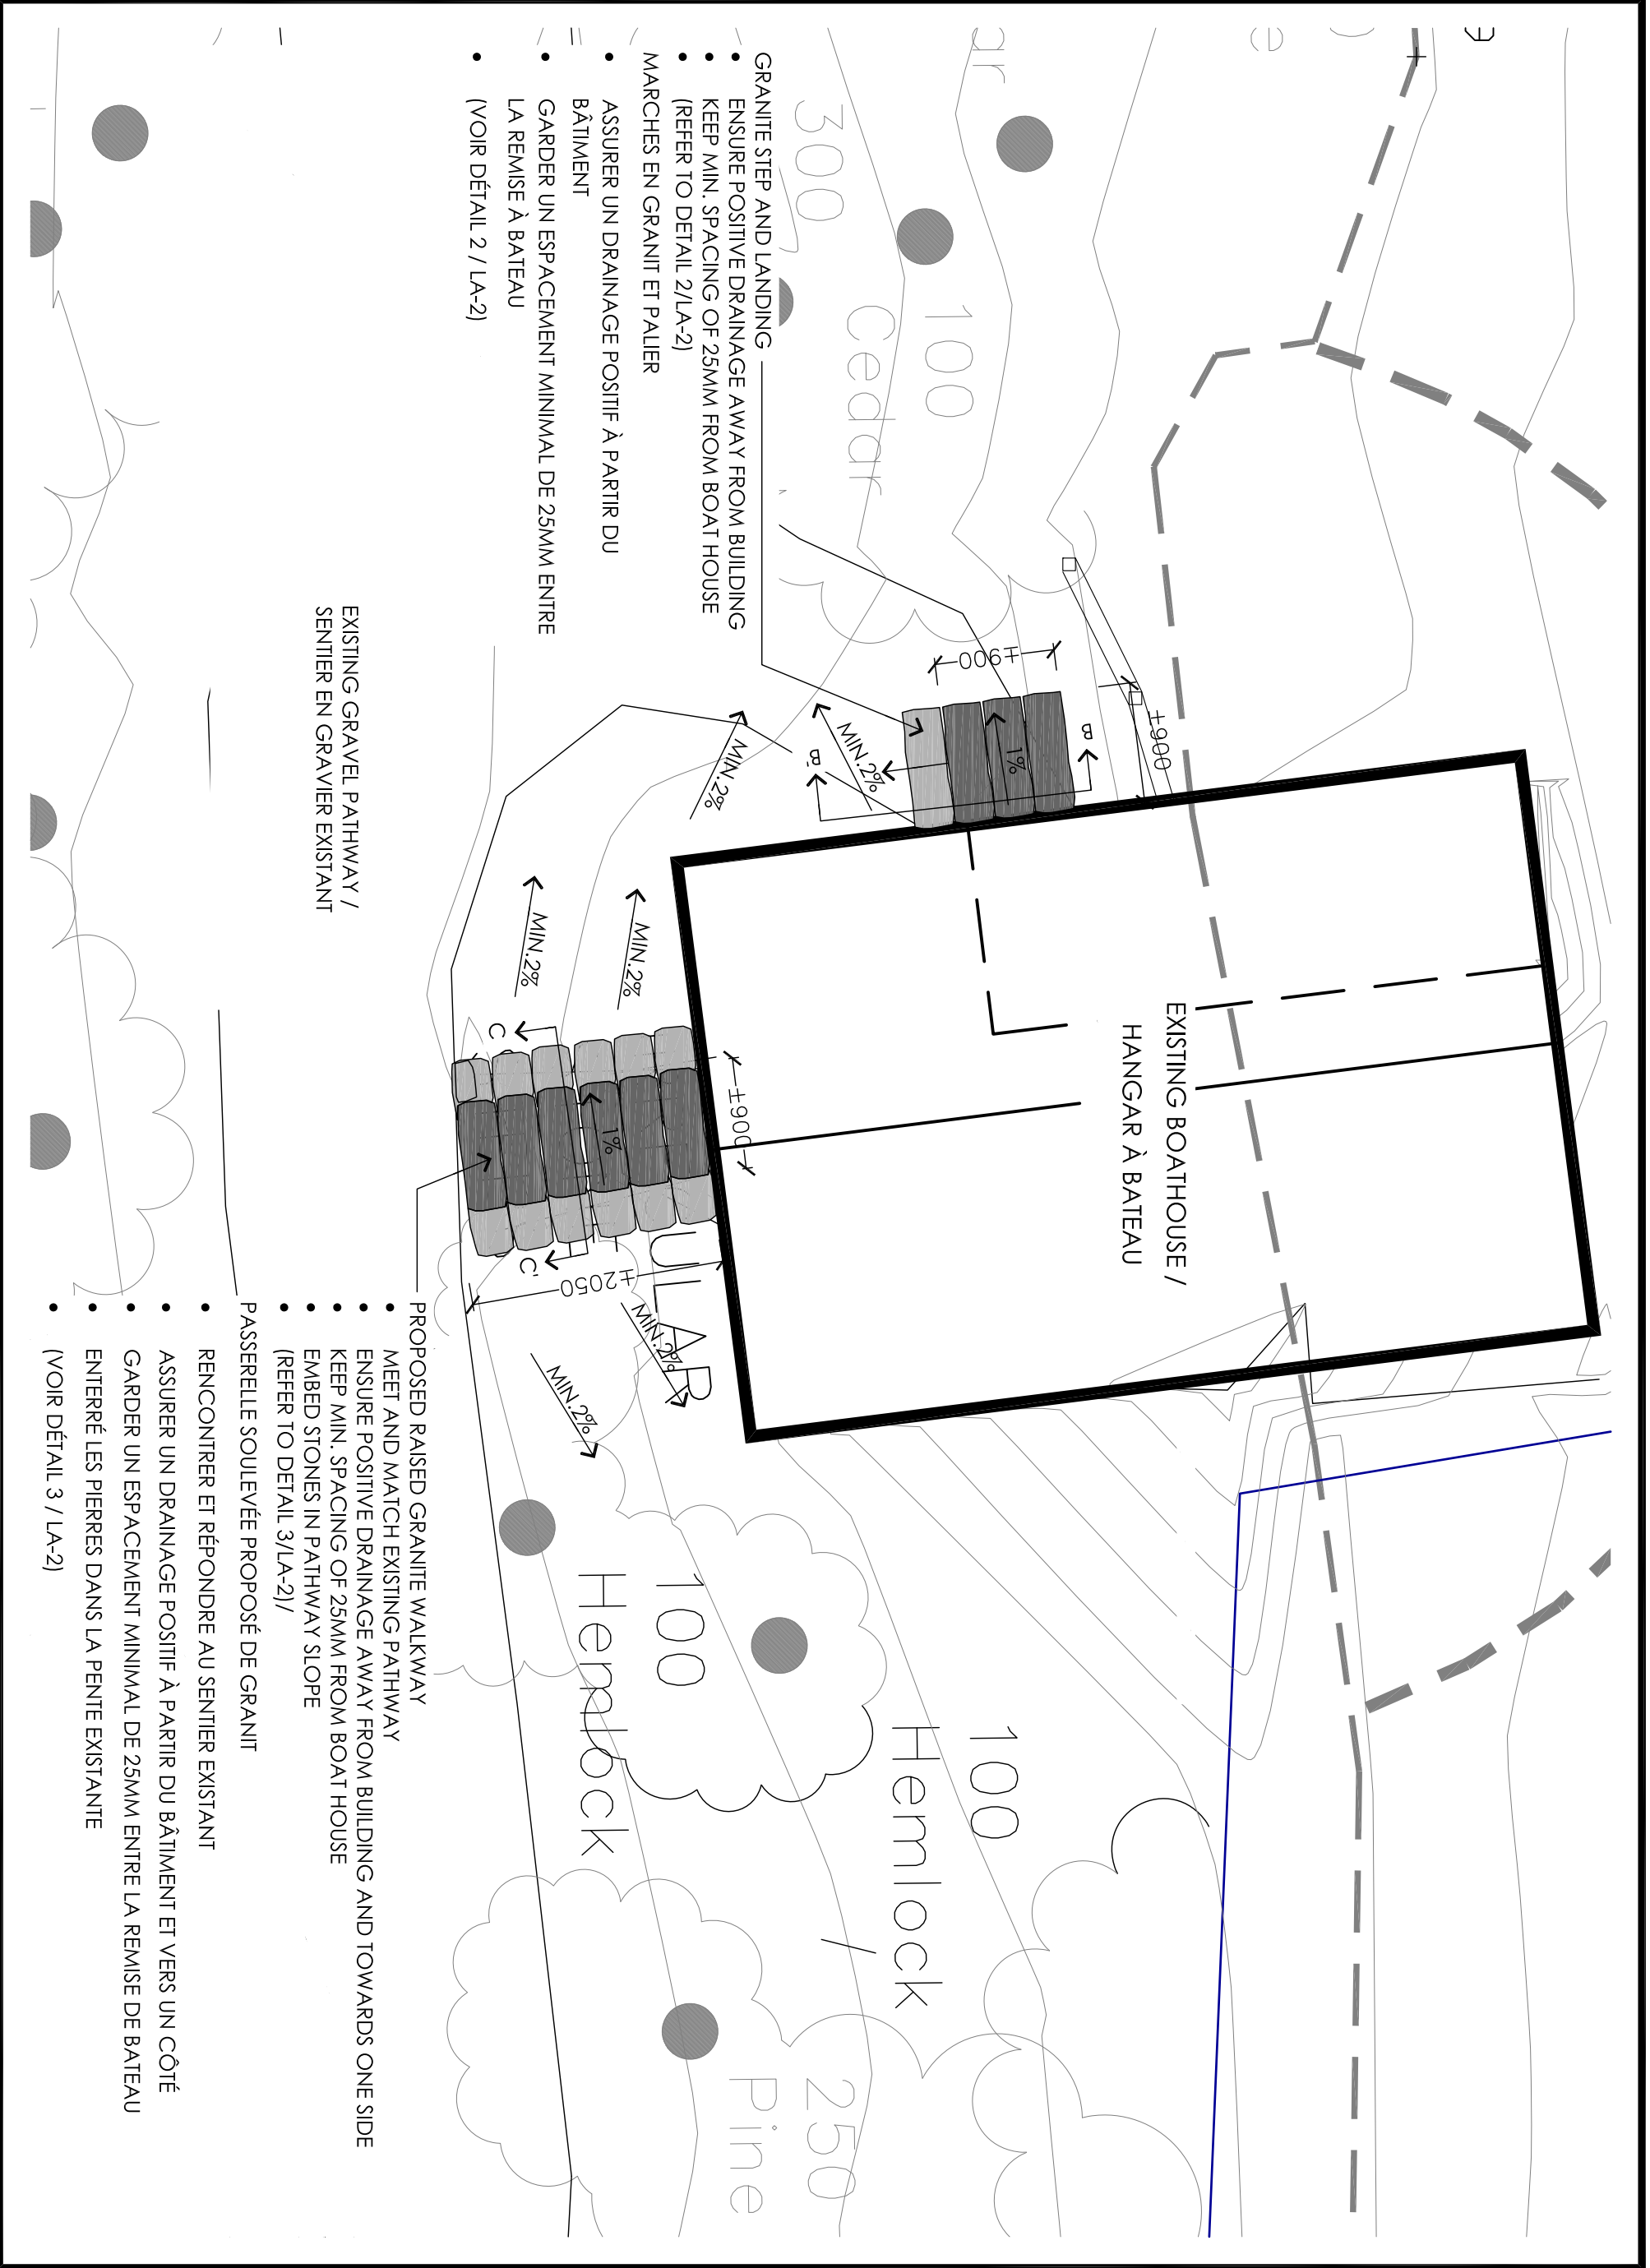 GRANITE STEP AND LANDING
• ENSURE POSITIVE DRAINAGE AWAY FROM BUILDING
• KEEP MIN. SPACING OF 25MM FROM BOAT HOUSE
• (REFER TO DETAIL 2/LA-2)
MARCHES EN GRANIT ET PALIER
• ASSURER UN DRAINAGE POSITIF À PARTIR DU
BÂTIMENT
• GARDER UN ESPACEMENT MINIMAL DE 25MM ENTRE
LA REMISE À BATEAU
• (VOIR DÉTAIL 2 / LA-2)
300
ar
100
Cedar
EXISTING GRAVEL PATHWAY /
SENTIER EN GRAVIER EXISTANT
±900
±900
B
B'
1%
MIN.2%
MIN.2%
MIN.2%
MIN.2%
EXISTING BOATHOUSE /
HANGAR À BATEAU
C
1%
±900
C'
±2050
ULAR
MIN.2%
MIN.2%
PROPOSED RAISED GRANITE WALKWAY
• MEET AND MATCH EXISTING PATHWAY
• ENSURE POSITIVE DRAINAGE AWAY FROM BUILDING AND TOWARDS ONE SIDE
• KEEP MIN. SPACING OF 25MM FROM BOAT HOUSE
• EMBED STONES IN PATHWAY SLOPE
• (REFER TO DETAIL 3/LA-2)/
PASSERELLE SOULEVÉE PROPOSÉ DE GRANIT
• RENCONTRER ET RÉPONDRE AU SENTIER EXISTANT
• ASSURER UN DRAINAGE POSITIF À PARTIR DU BÂTIMENT ET VERS UN CÔTÉ
• GARDER UN ESPACEMENT MINIMAL DE 25MM ENTRE LA REMISE DE BATEAU
• ENTERRÉ LES PIERRES DANS LA PENTE EXISTANTE
• (VOIR DÉTAIL 3 / LA-2)
100
Hemlock
100
Hemlock
250
Pine